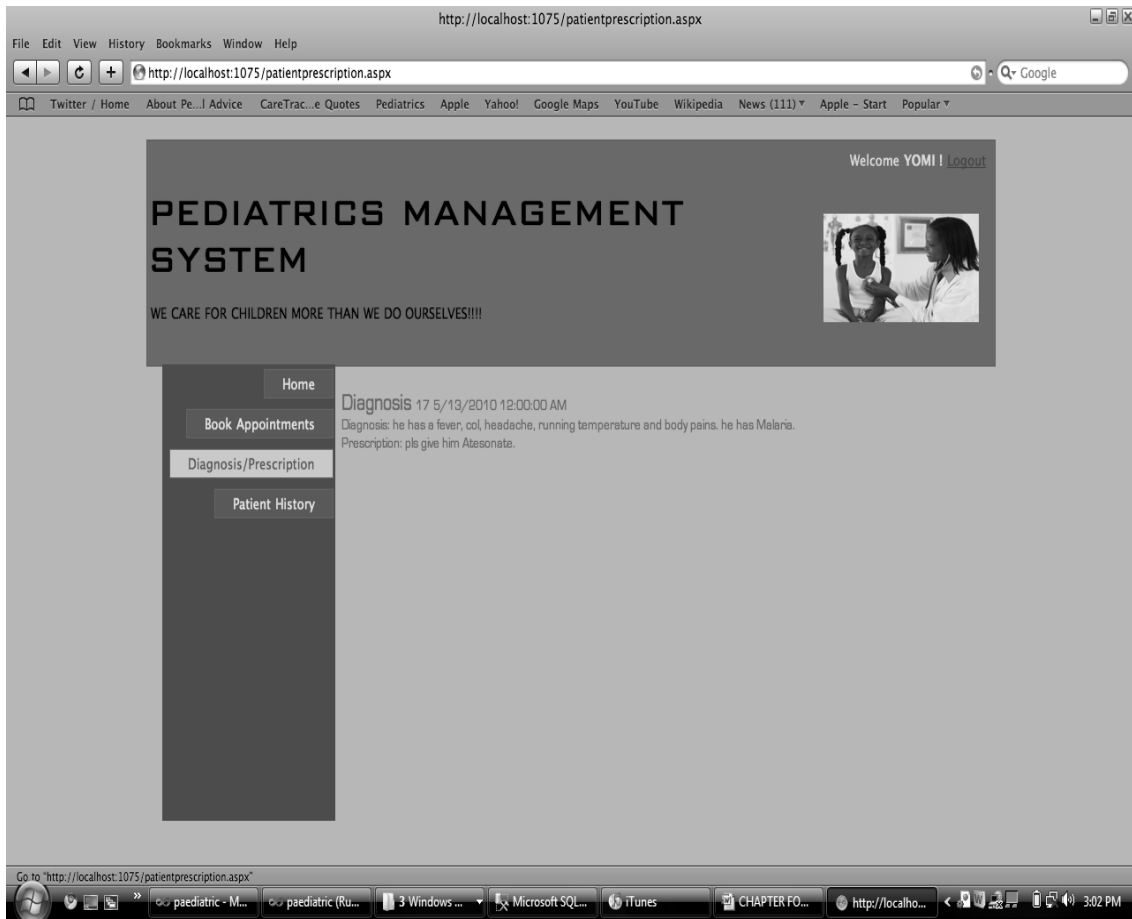 http://localhost:1075/patientprescription.aspx
File Edit View History Bookmarks Window Help
http://localhost:1075/patientprescription.aspx
Google
Twitter / Home About Pe...l Advice CareTrac...e Quotes Pediatrics Apple Yahoo! Google Maps YouTube Wikipedia News (111) Apple – Start Popular
Welcome YOMI ! Logout
PEDIATRICS MANAGEMENT
SYSTEM
WE CARE FOR CHILDREN MORE THAN WE DO OURSELVES!!!!
Home
Book Appointments
Diagnosis/Prescription
Patient History
Diagnosis 17 5/13/2010 12:00:00 AM
Diagnosis: he has a fever, col, headache, running temperature and body pains. he has Malaria.
Prescription: pls give him Atesonate.
Go to "http://localhost:1075/patientprescription.aspx"
paediatric - M... paediatric (Ru... 3 Windows ... Microsoft SQL... iTunes CHAPTER FO... http://localho... 3:02 PM